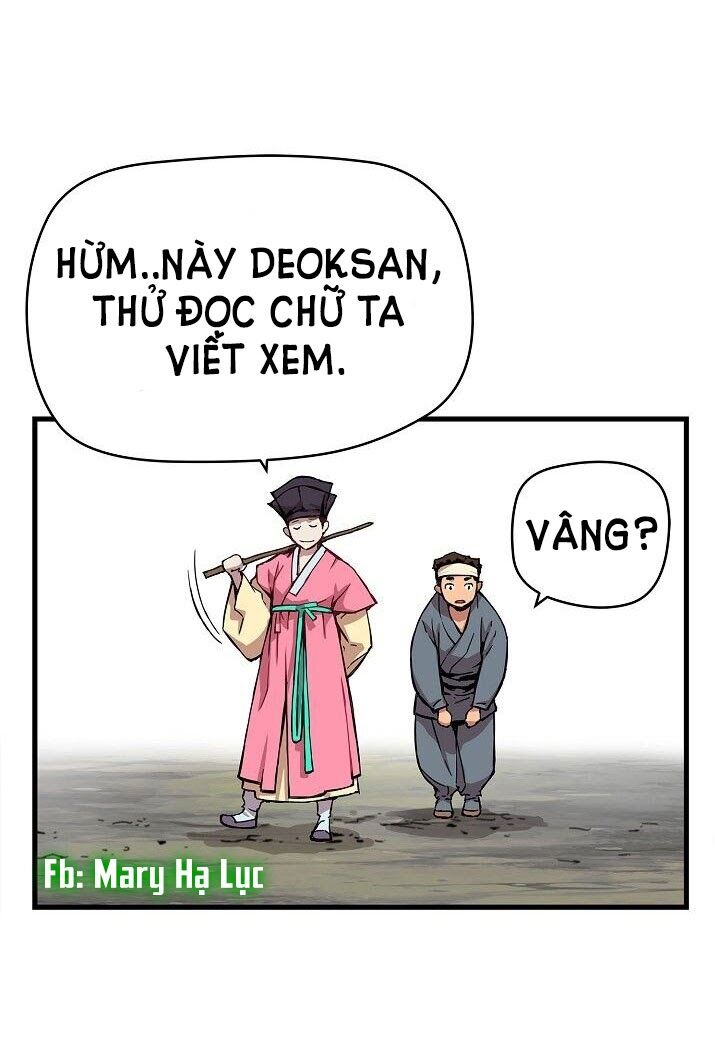 HỪM..NÀY DEOKSAN,
THỬ ĐỌC CHỮ TA
VIẾT XEM.
VÂNG?
Fb: Mary Hạ Lục